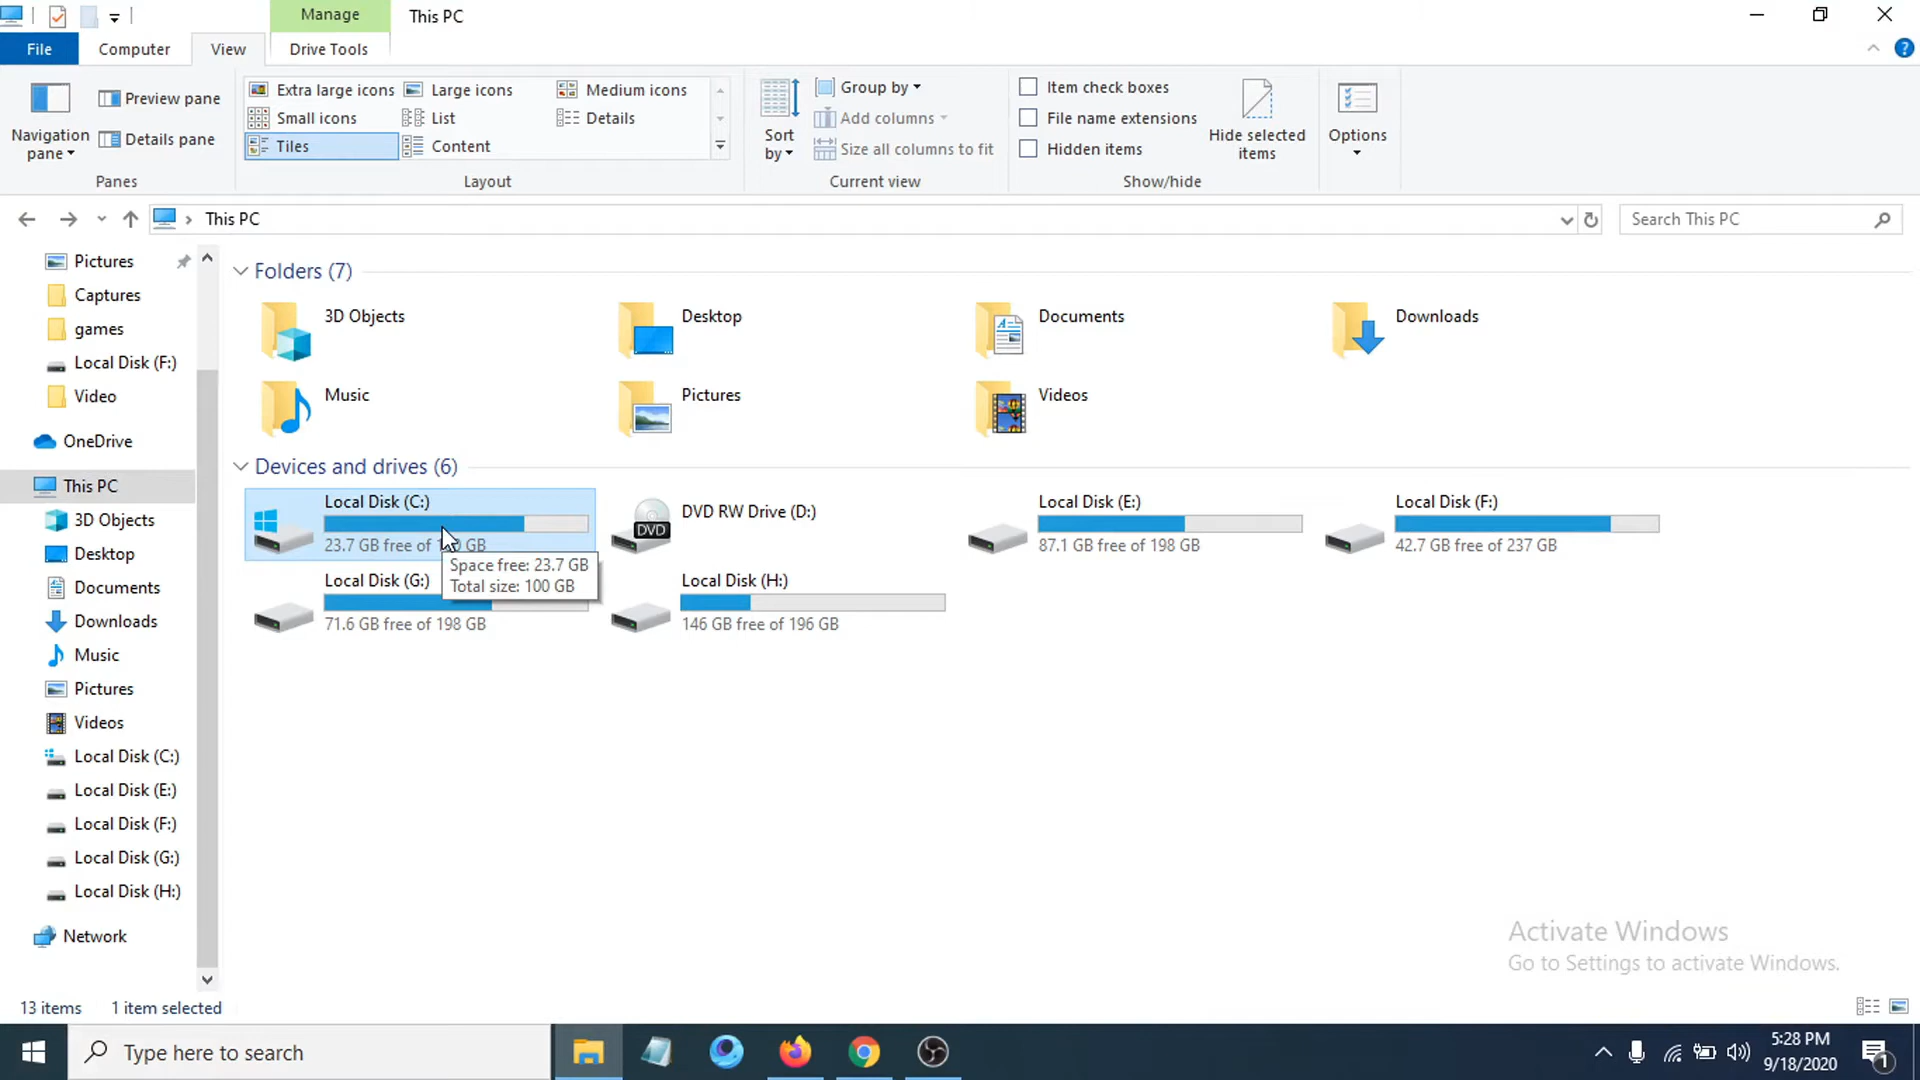 Manage
This PC
File
Computer
View
Drive Tools
Navigation pane
Preview pane
Details pane
Panes
Extra large icons
Large icons
Medium icons
Small icons
List
Details
Tiles
Content
Layout
Sort by
Group by
Add columns
Size all columns to fit
Current view
Item check boxes
File name extensions
Hidden items
Hide selected items
Show/hide
Options
This PC
Search This PC
Pictures
Captures
games
Local Disk (F:)
Video
OneDrive
This PC
3D Objects
Desktop
Documents
Downloads
Music
Pictures
Videos
Local Disk (C:)
Local Disk (E:)
Local Disk (F:)
Local Disk (G:)
Local Disk (H:)
Network
Folders (7)
3D Objects
Desktop
Documents
Downloads
Music
Pictures
Videos
Devices and drives (6)
Local Disk (C:)
23.7 GB free of GB
Space free: 23.7 GB
Total size: 100 GB
DVD RW Drive (D:)
DVD
Local Disk (E:)
87.1 GB free of 198 GB
Local Disk (F:)
42.7 GB free of 237 GB
Local Disk (G:)
71.6 GB free of 198 GB
Local Disk (H:)
146 GB free of 196 GB
Activate Windows
Go to Settings to activate Windows.
13 items
1 item selected
Type here to search
5:28 PM
9/18/2020
1